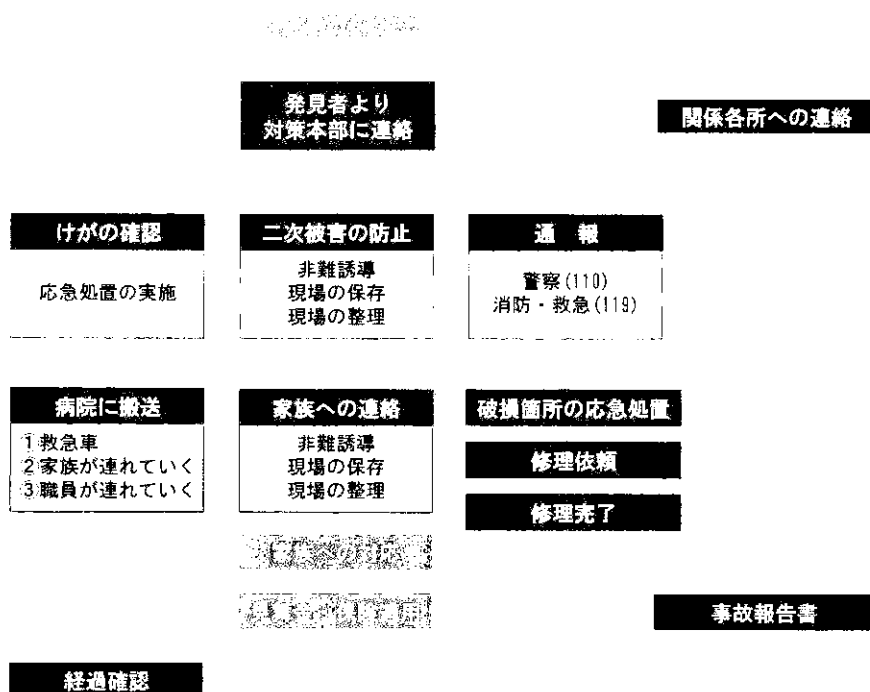 発見者より
対策本部に連絡
関係各所への連絡
けがの確認
応急処置の実施
二次被害の防止
非難誘導
現場の保存
現場の整理
通 報
警察(110)
消防・救急(119)
病院に搬送
①救急車
②家族が連れていく
③職員が連れていく
家族への連絡
非難誘導
現場の保存
現場の整理
破損箇所の応急処置
修理依頼
修理完了
事故報告書
経過確認